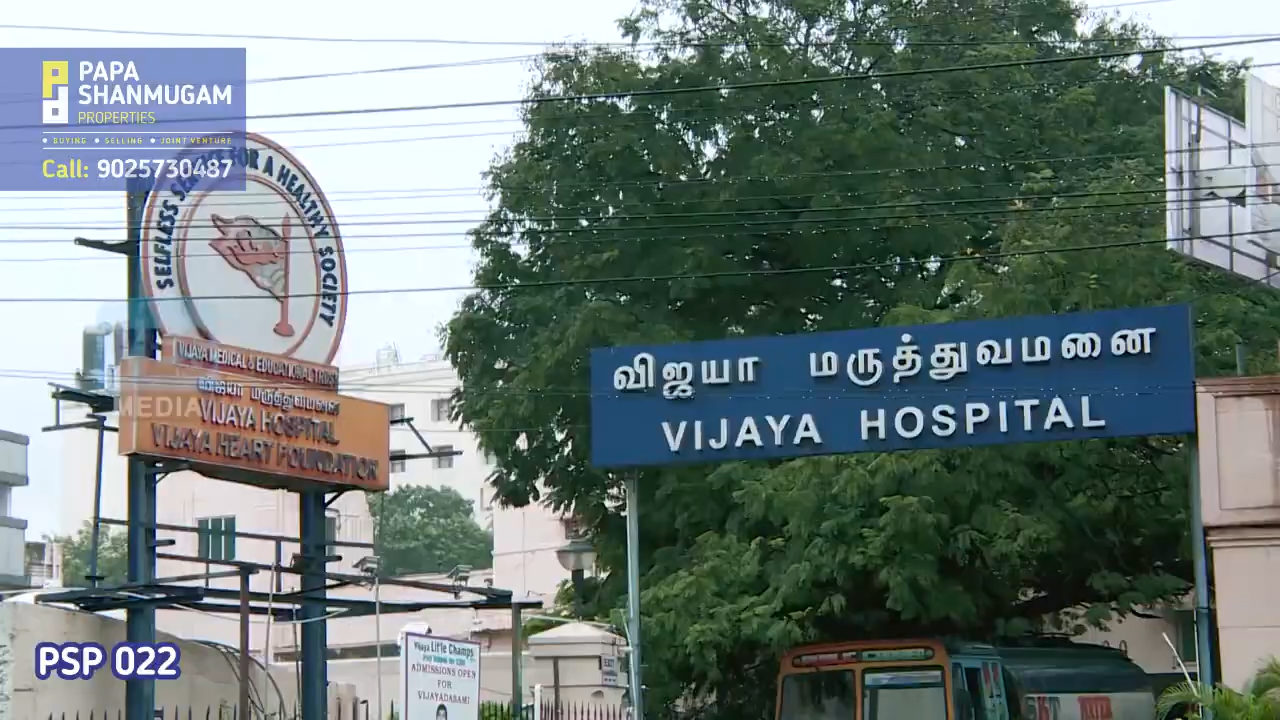 PAPA
SHANMUGAM
PROPERTIES
• BUYING • SELLING • JOINT VENTURE
Call: 9025730487
SELFLESS SERVICE FOR A HEALTHY SOCIETY
VIJAYA MEDICAL & EDUCATIONAL TRUST
விஜயா மருத்துவமனை
MEDIA
VIJAYA HOSPITAL
VIJAYA HEART FOUNDATION
விஜயா மருத்துவமனை
VIJAYA HOSPITAL
Vijaya Little Champs
ADMISSIONS OPEN
FOR
VIJAYADASAMI
PSP 022